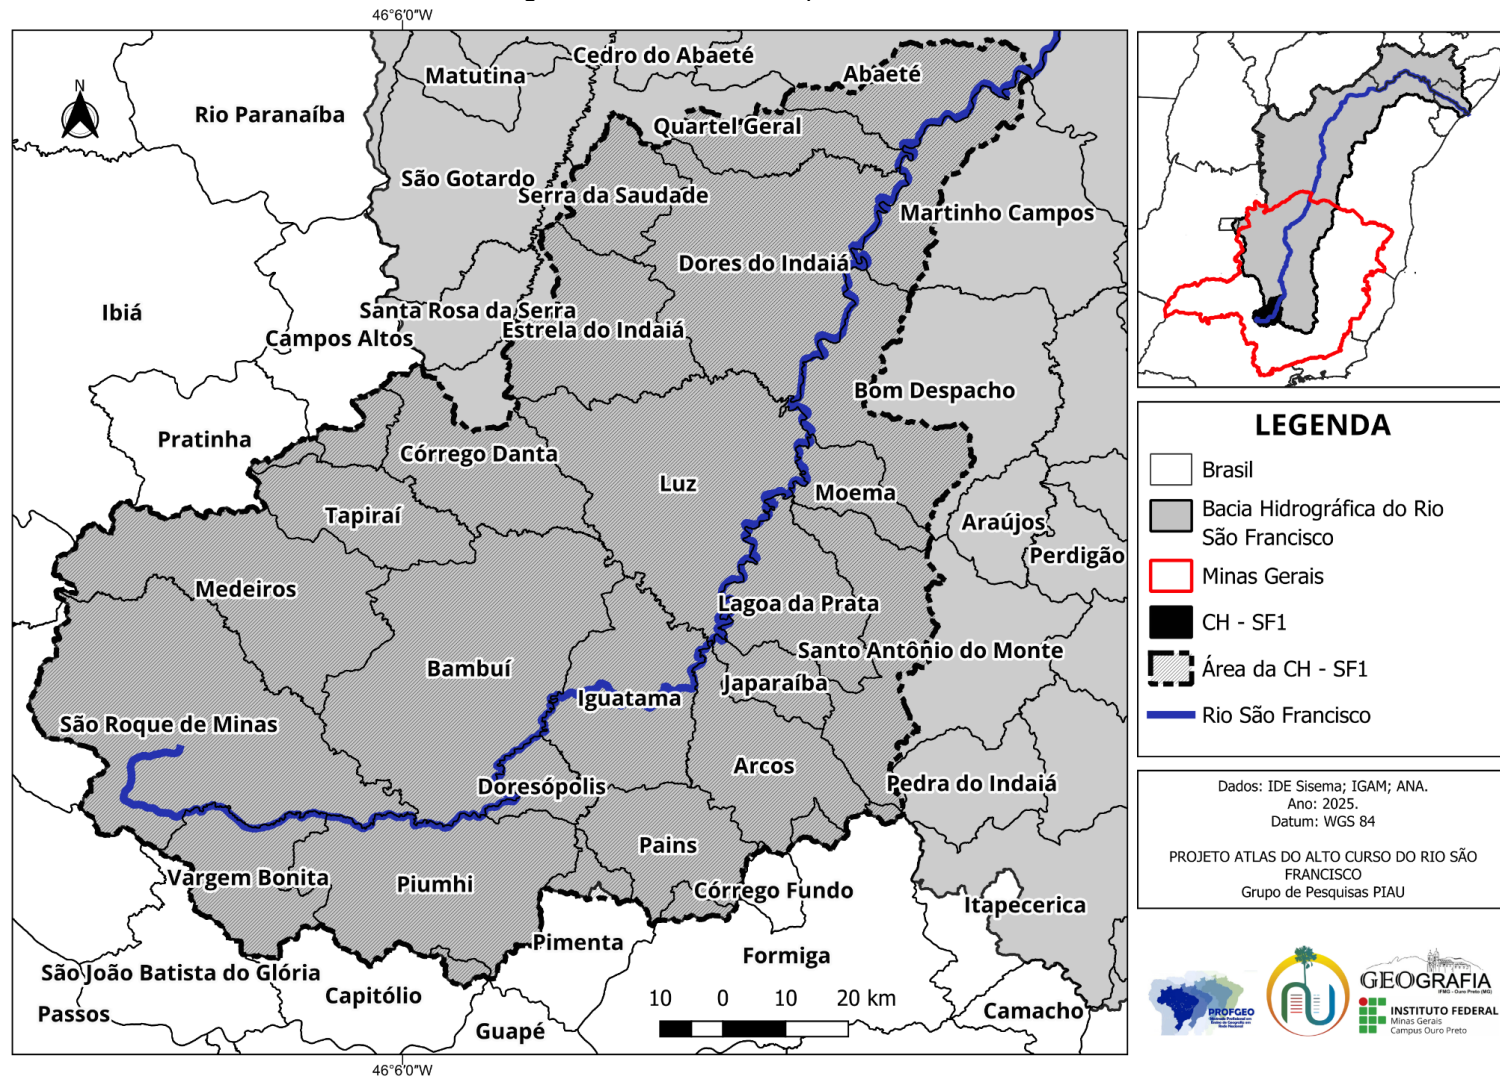 46°6'0"W
N
Cedro do Abaeté
Matutina
Abaeté
Rio Paranaíba
Quartel Geral
São Gotardo
Serra da Saudade
Martinho Campos
Dores do Indaiá
Ibiá
Santa Rosa da Serra
Estrela do Indaiá
Campos Altos
Bom Despacho
Pratinha
Córrego Danta
Luz
Moema
Tapiraí
Araújos
Perdigão
Medeiros
Lagoa da Prata
Santo Antônio do Monte
Bambuí
Japaraíba
Iguatama
São Roque de Minas
Arcos
Doresópolis
Pedra do Indaiá
Pains
Vargem Bonita
Piumhi
Córrego Fundo
Itapecerica
Pimenta
Formiga
São João Batista do Glória
Capitólio
Passos
Guapé
Camacho
10 0 10 20 km
46°6'0"W
LEGENDA
Brasil
Bacia Hidrográfica do Rio
São Francisco
Minas Gerais
CH - SF1
Área da CH - SF1
Rio São Francisco
Dados: IDE Sisema; IGAM; ANA.
Ano: 2025.
Datum: WGS 84
PROJETO ATLAS DO ALTO CURSO DO RIO SÃO
FRANCISCO
Grupo de Pesquisas PIAU
PROFGEO
GEOGRAFIA
IFMG - Ouro Preto (MG)
INSTITUTO FEDERAL
Minas Gerais
Campus Ouro Preto